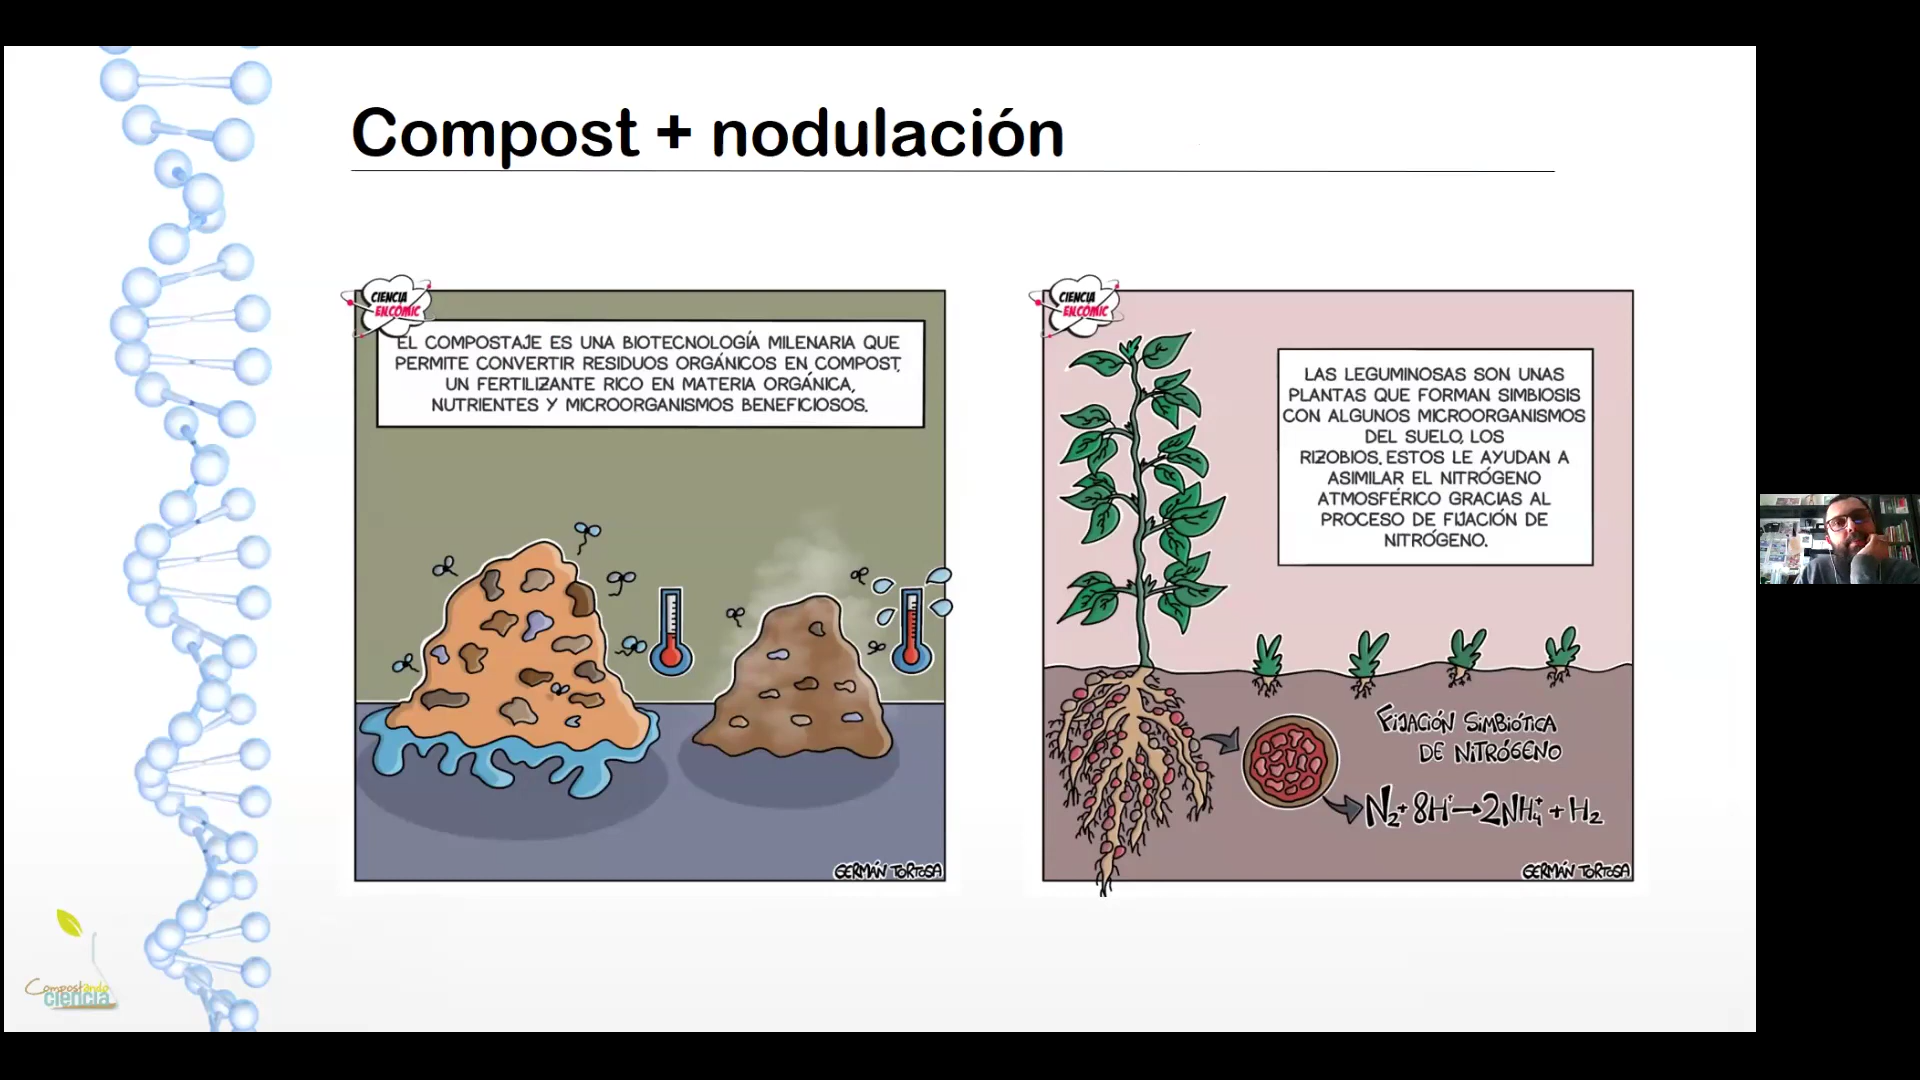 Compost + nodulación
CIENCIA
EN CÓMIC
EL COMPOSTAJE ES UNA BIOTECNOLOGÍA MILENARIA QUE
PERMITE CONVERTIR RESIDUOS ORGÁNICOS EN COMPOST,
UN FERTILIZANTE RICO EN MATERIA ORGÁNICA,
NUTRIENTES Y MICROORGANISMOS BENEFICIOSOS.
GERMÁN TORTOSA
CIENCIA
EN CÓMIC
LAS LEGUMINOSAS SON UNAS
PLANTAS QUE FORMAN SIMBIOSIS
CON ALGUNOS MICROORGANISMOS
DEL SUELO, LOS
RIZOBIOS. ESTOS LE AYUDAN A
ASIMILAR EL NITRÓGENO
ATMOSFÉRICO GRACIAS AL
PROCESO DE FIJACIÓN DE
NITRÓGENO.
FIJACIÓN SIMBIÓTICA
DE NITRÓGENO
N₂ + 8H⁺ → 2NH₄⁺ + H₂
GERMÁN TORTOSA
Compostando
ciencia